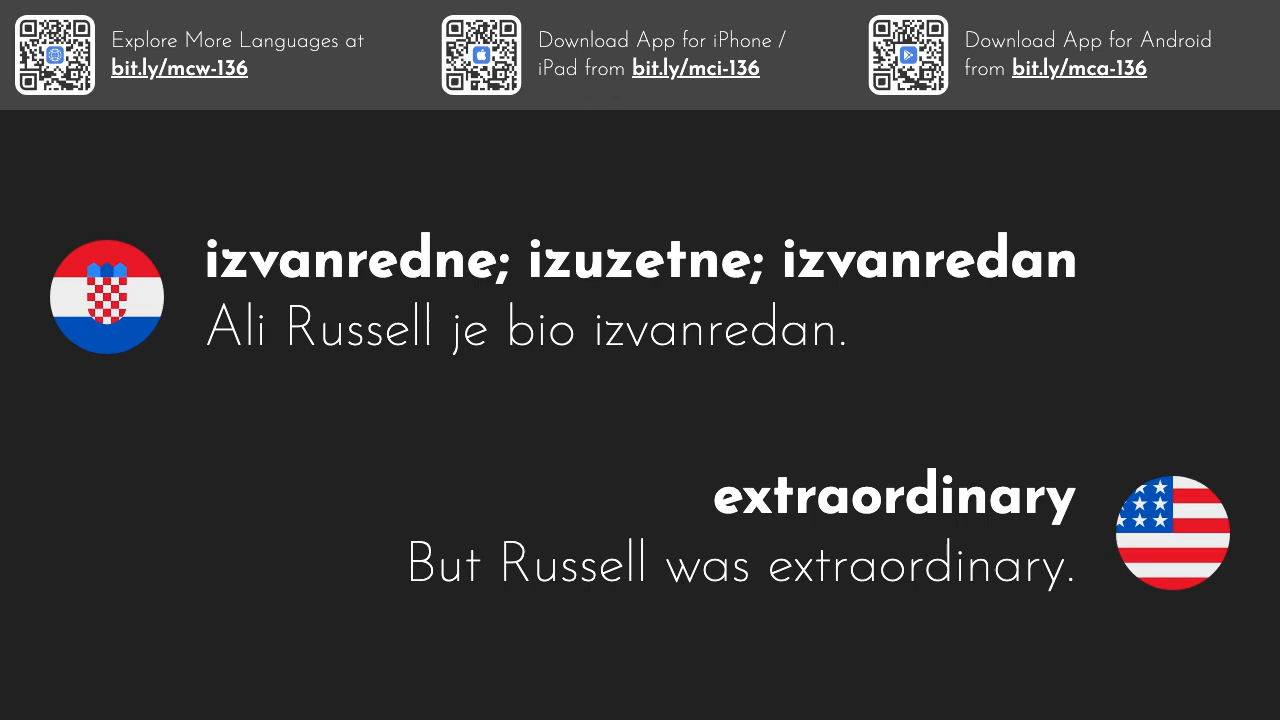 Explore More Languages at
bit.ly/mcw-136
Download App for iPhone /
iPad from bit.ly/mci-136
Download App for Android
from bit.ly/mca-136
izvanredne; izuzetne; izvanredan
Ali Russell je bio izvanredan.
extraordinary
But Russell was extraordinary.